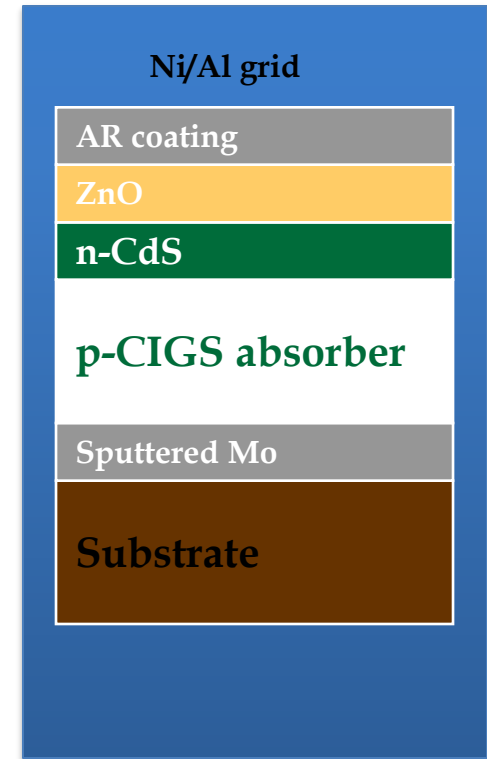 Ni/Al grid
AR coating
ZnO
n-CdS
p-CIGS absorber
Sputtered Mo
Substrate